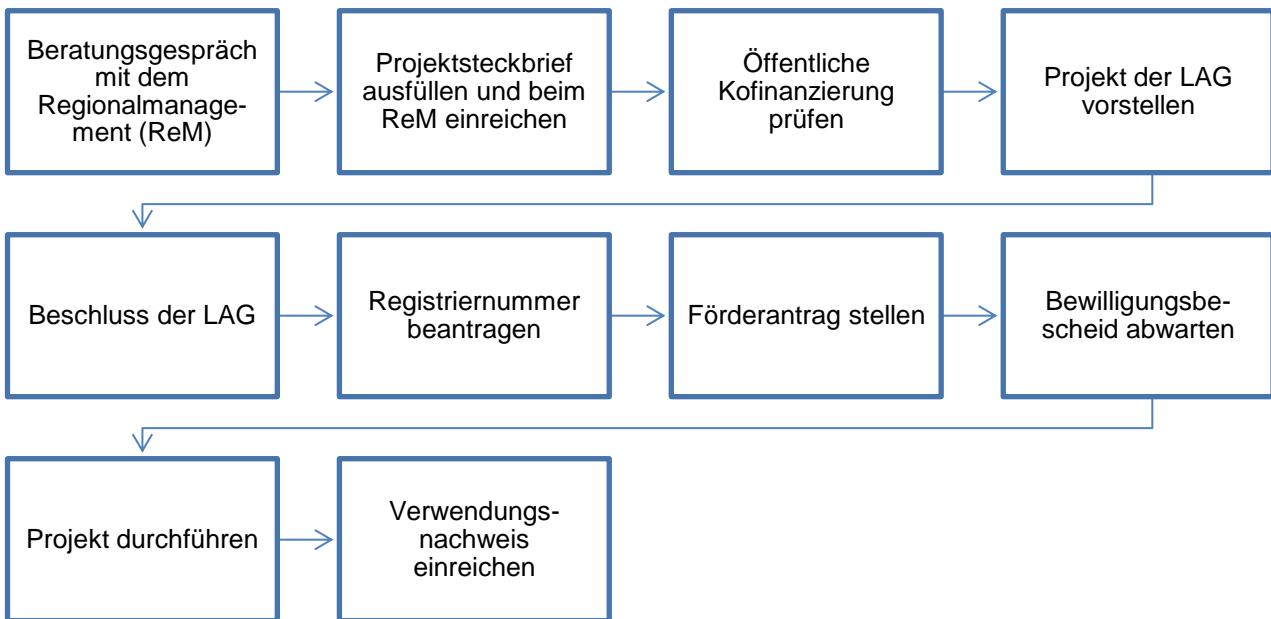 Beratungsgespräch
mit dem
Regionalmanage-
ment (ReM)
Projektsteckbrief
ausfüllen und beim
ReM einreichen
Öffentliche
Kofinanzierung
prüfen
Projekt der LAG
vorstellen
Beschluss der LAG
Registriernummer
beantragen
Förderantrag stellen
Bewilligungsbe-
scheid abwarten
Projekt durchführen
Verwendungs-
nachweis
einreichen